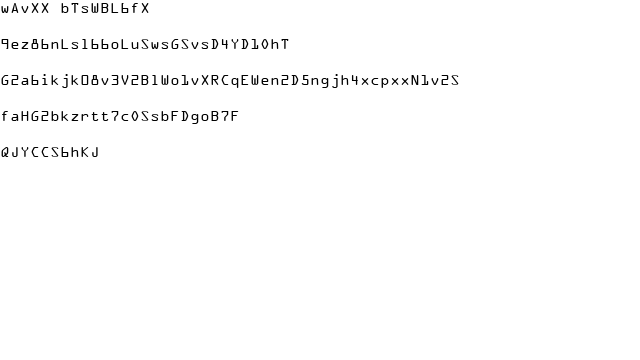 wAvXX bTsWBL6fX
9ez86nLsl66oLuSwsGSvsD4YD10hT
G2a6ikjkO8v3V2BlWo1vXRCqEWen2D5ngjh4xcpxxN1v2S
faHG2bkzrtt7c0SsbFDgoB7F
QJYCCS6hKJ